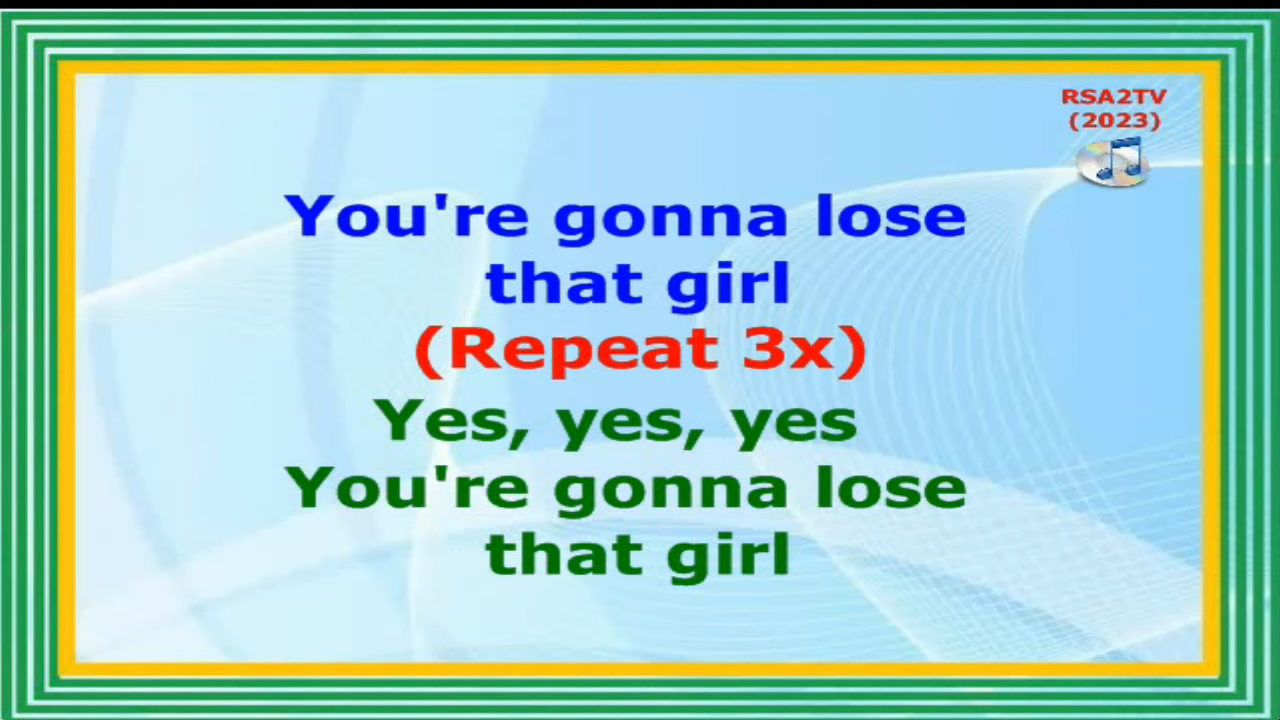 RSA2TV
(2023)
You're gonna lose
that girl
(Repeat 3x)
Yes, yes, yes
You're gonna lose
that girl